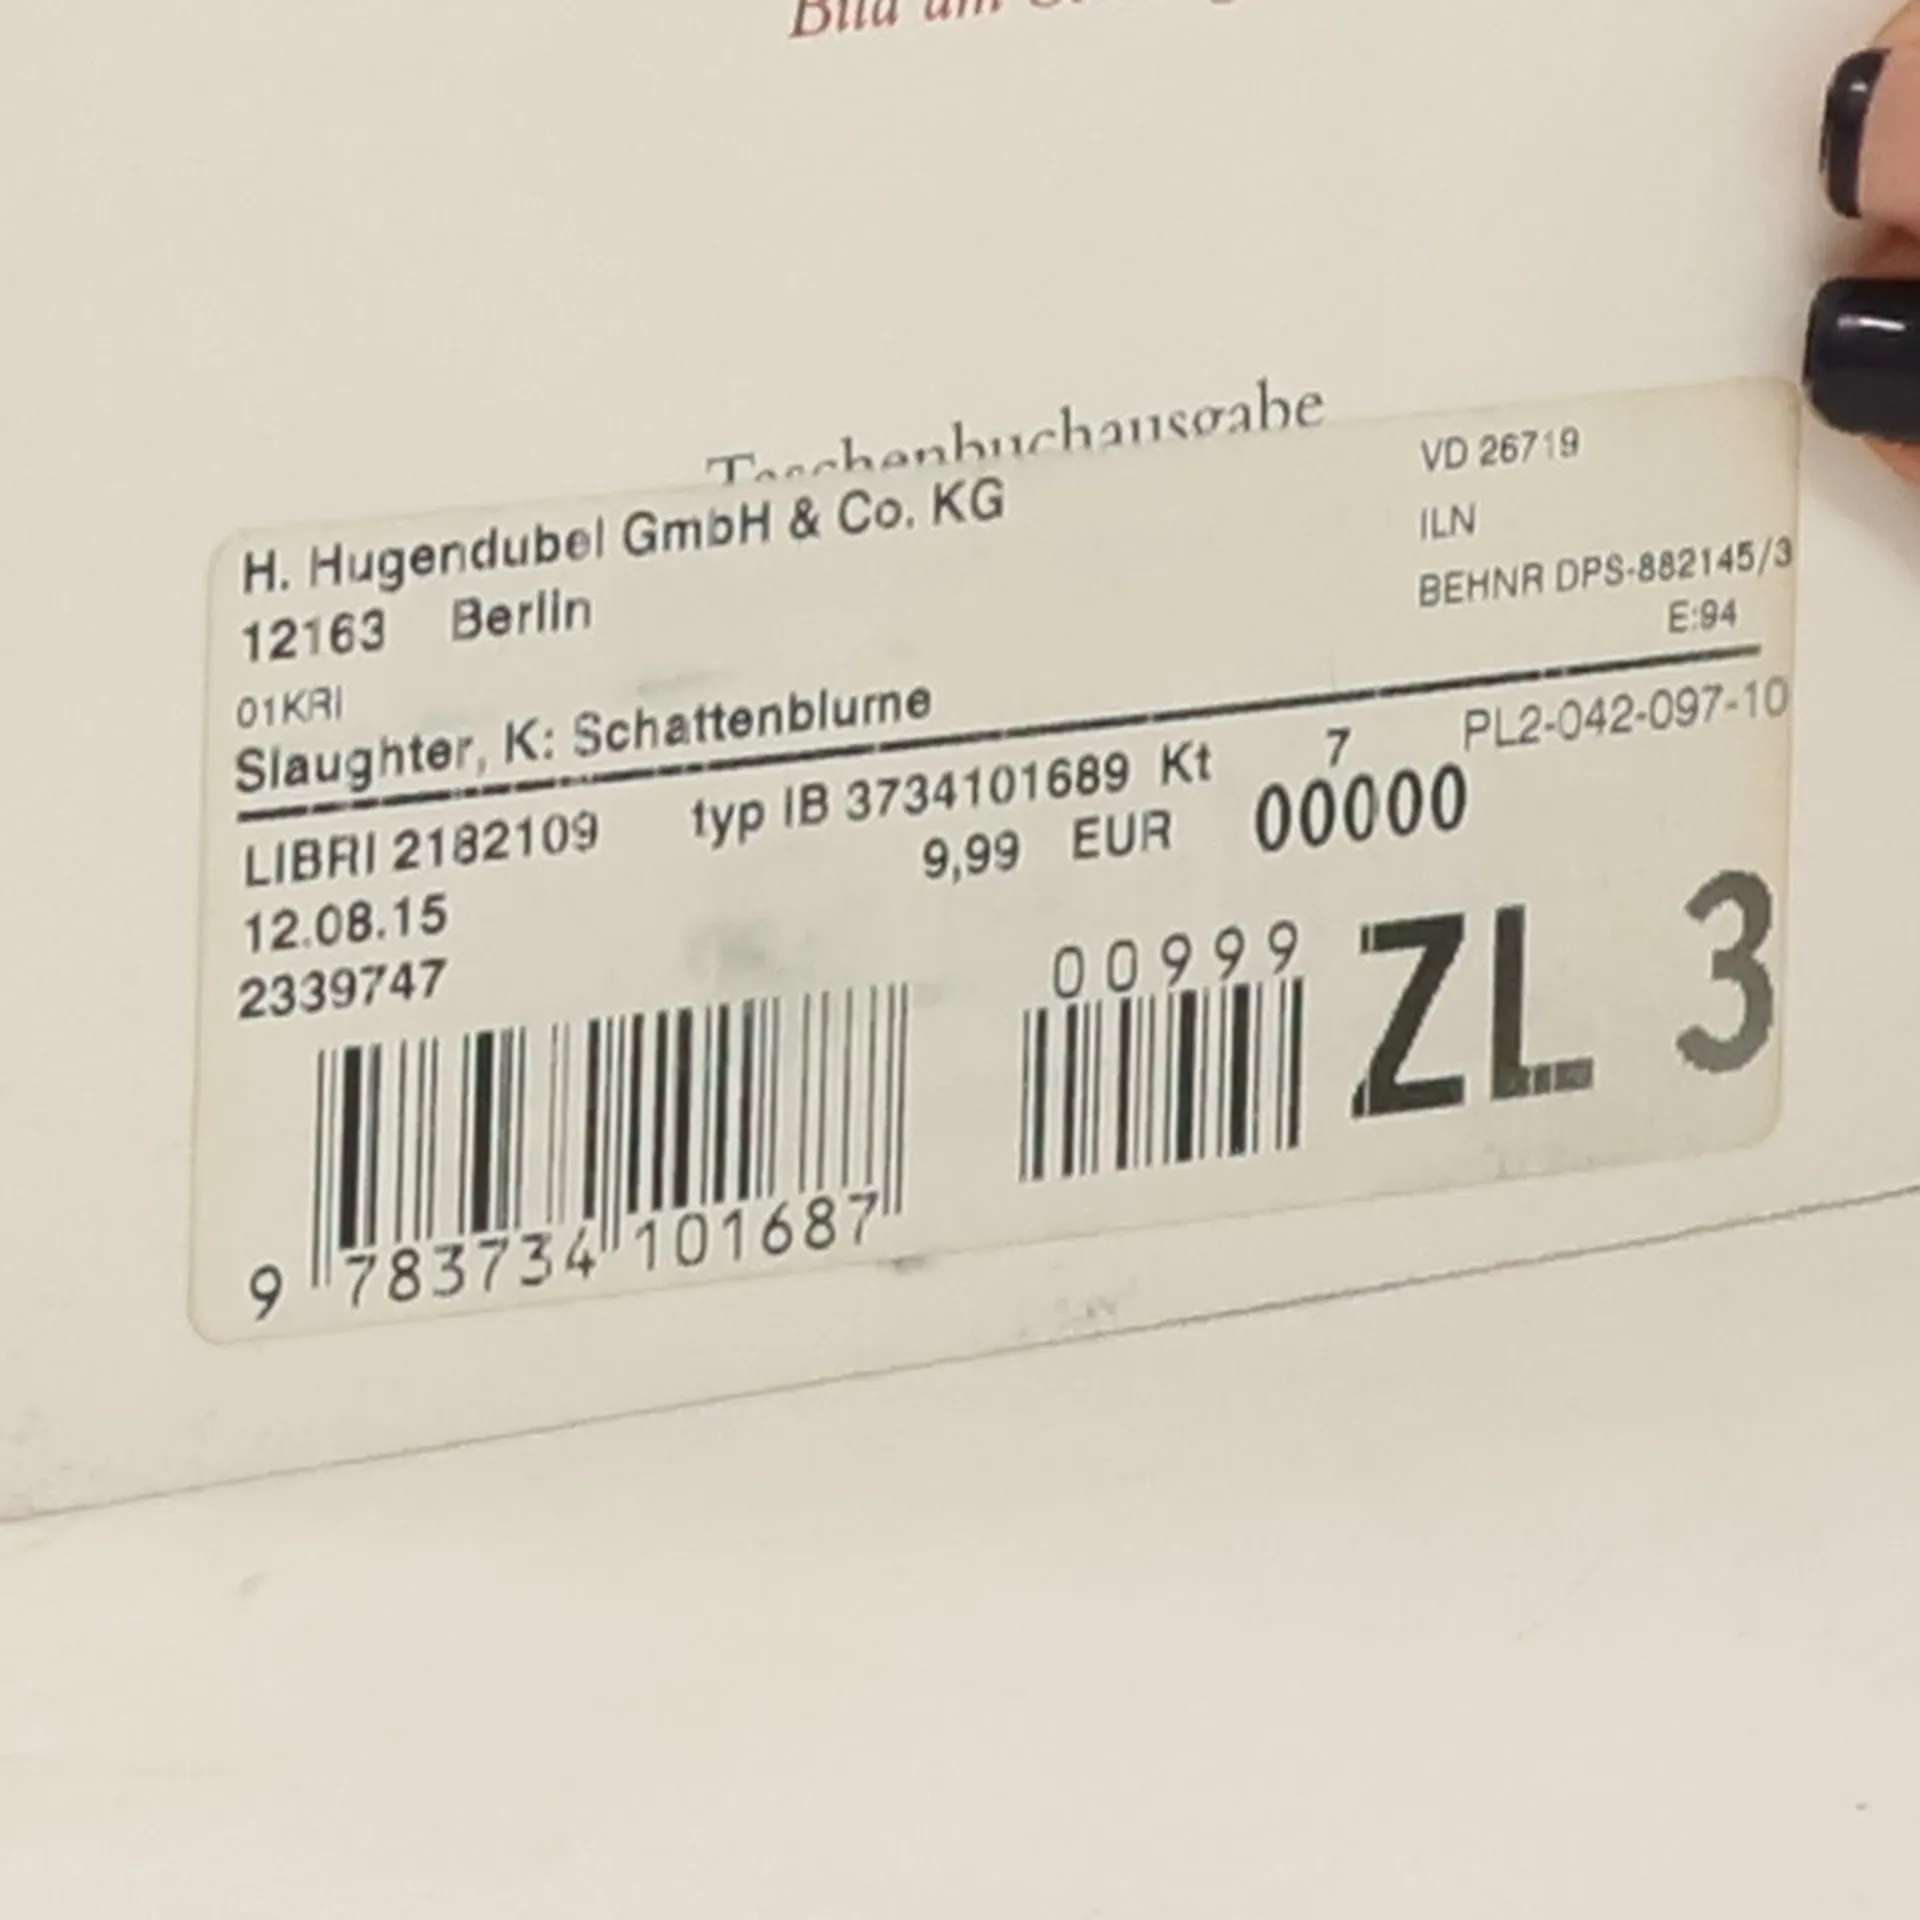 Bild am
Taschenbuchausgabe
H. Hugendubel GmbH & Co. KG
VD 26719
12163 Berlin
ILN
BEHNR DPS-882145/3
01KRI
E:94
Slaughter, K: Schattenblume
LIBRI 2182109 typ IB 3734101689 Kt 7 PL2-042-097-10
9,99 EUR 00000
12.08.15
2339747
00999
ZL 3
9 783734 101687